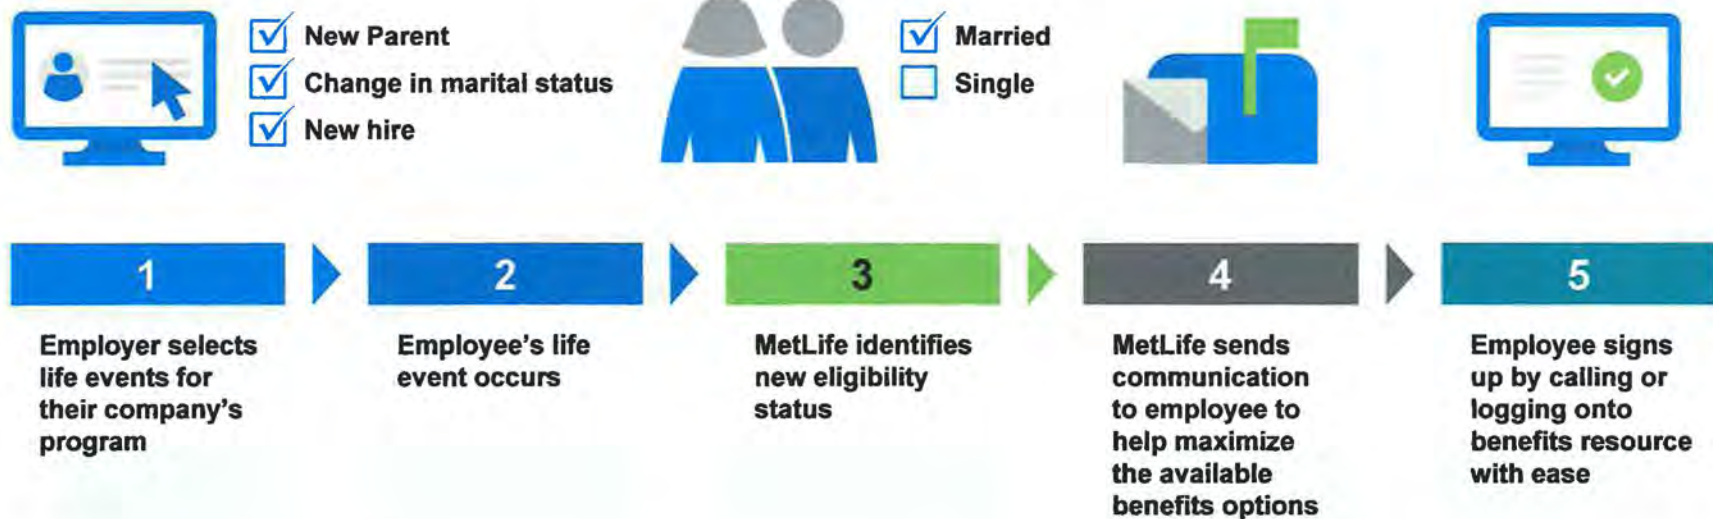 New Parent
Change in marital status
New hire
Married
Single
1
2
3
4
5
Employer selects
life events for
their company's
program
Employee's life
event occurs
MetLife identifies
new eligibility
status
MetLife sends
communication
to employee to
help maximize
the available
benefits options
Employee signs
up by calling or
logging onto
benefits resource
with ease